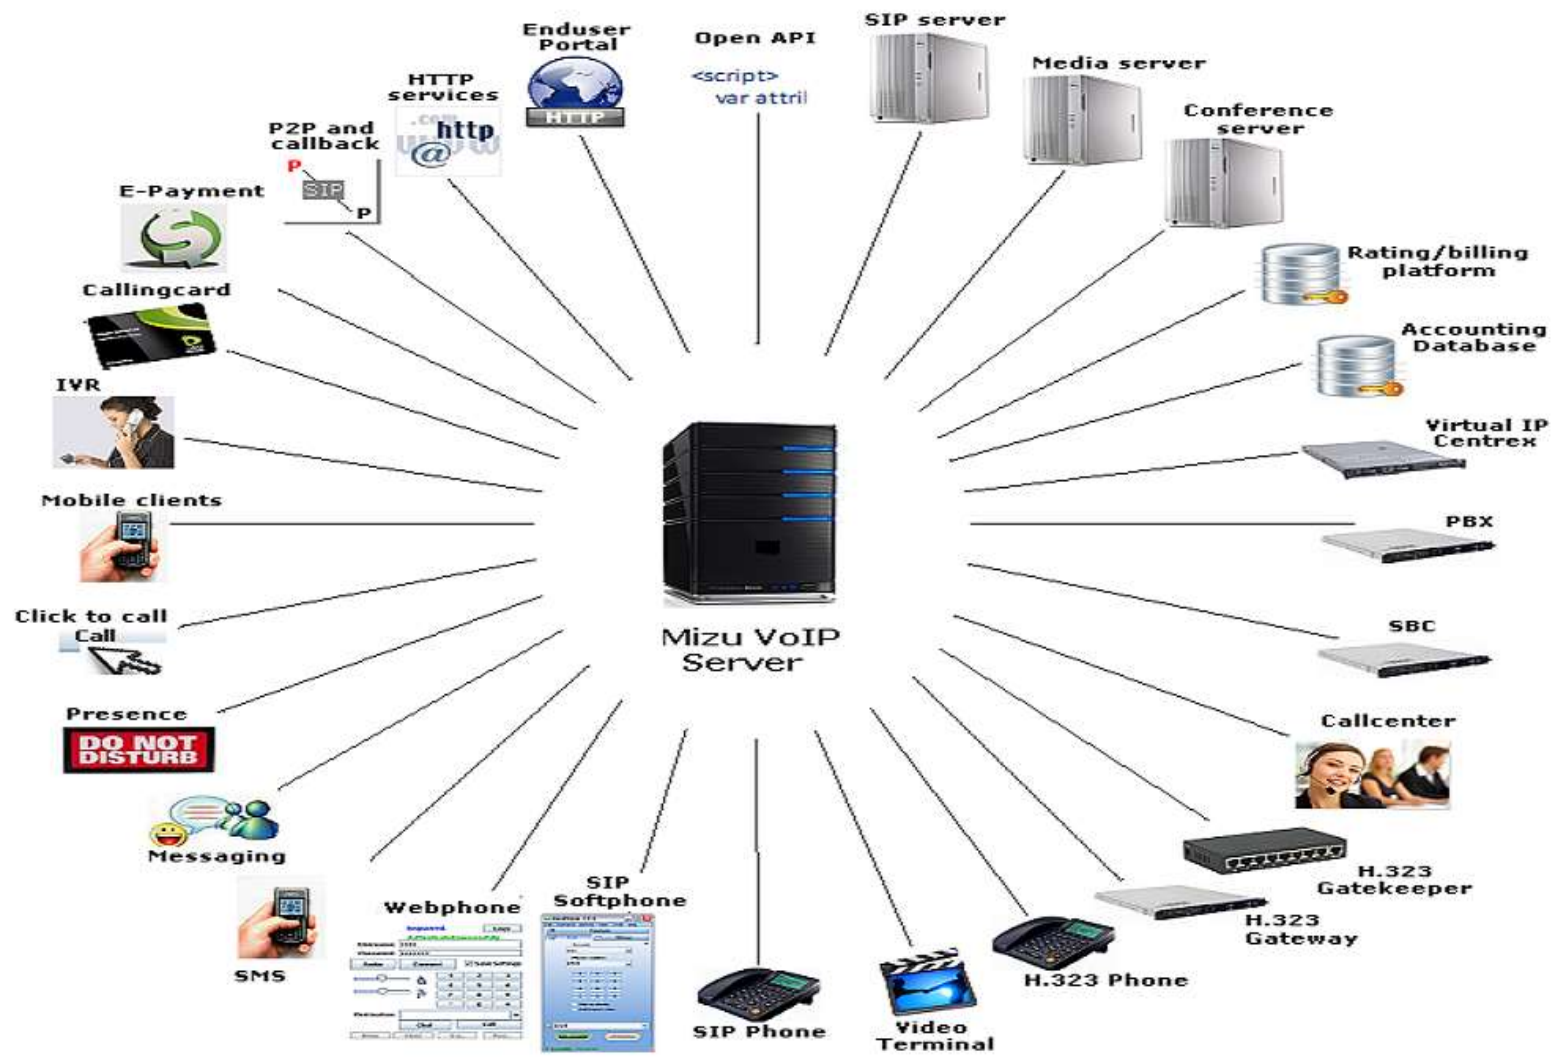 Enduser
Portal
HTTP
Open API
<script>
var attril
SIP server
Media server
Conference
server
Rating/billing
platform
Accounting
Database
Virtual IP
Centrex
PBX
SBC
Callcenter
H.323
Gatekeeper
H.323
Gateway
H.323 Phone
Video
Terminal
SIP Phone
SIP
Softphone
Webphone
SMS
Messaging
Presence
DO NOT
DISTURB
Click to call
Call
Mobile clients
IVR
Callingcard
E-Payment
P2P and
callback
P
SIP
P
HTTP
services
.com
http
www
@
Mizu VoIP
Server